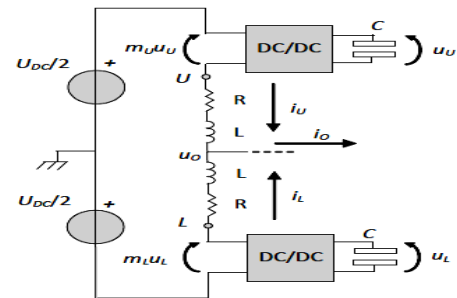 C
m_U u_U
DC/DC
u_U
U_DC/2
+
U
R
i_U
L
i_O
u_O
L
U_DC/2
+
R
i_L
L
C
m_L u_L
DC/DC
u_L